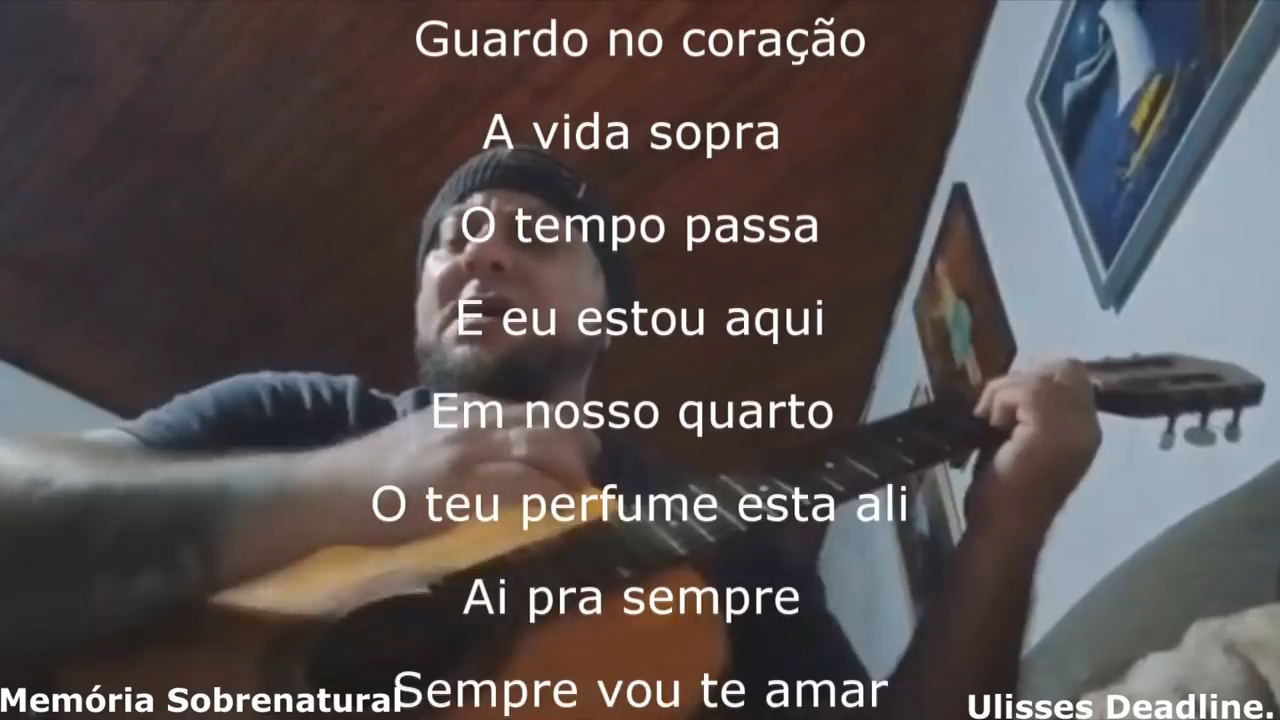 Guardo no coração
A vida sopra
O tempo passa
E eu estou aqui
Em nosso quarto
O teu perfume esta ali
Ai pra sempre
Sempre vou te amar
Memória Sobrenatural
Ulisses Deadline.